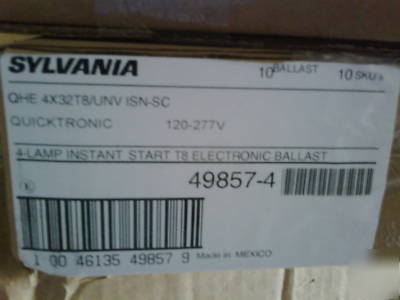 SYLVANIA 10 BALLAST 10 SKU's
QHE 4X32T8/UNV ISN-SC
QUICKTRONIC 120-277V
4-LAMP INSTANT START T8 ELECTRONIC BALLAST
49857-4
1 00 46135 49857 9 Made in MEXICO